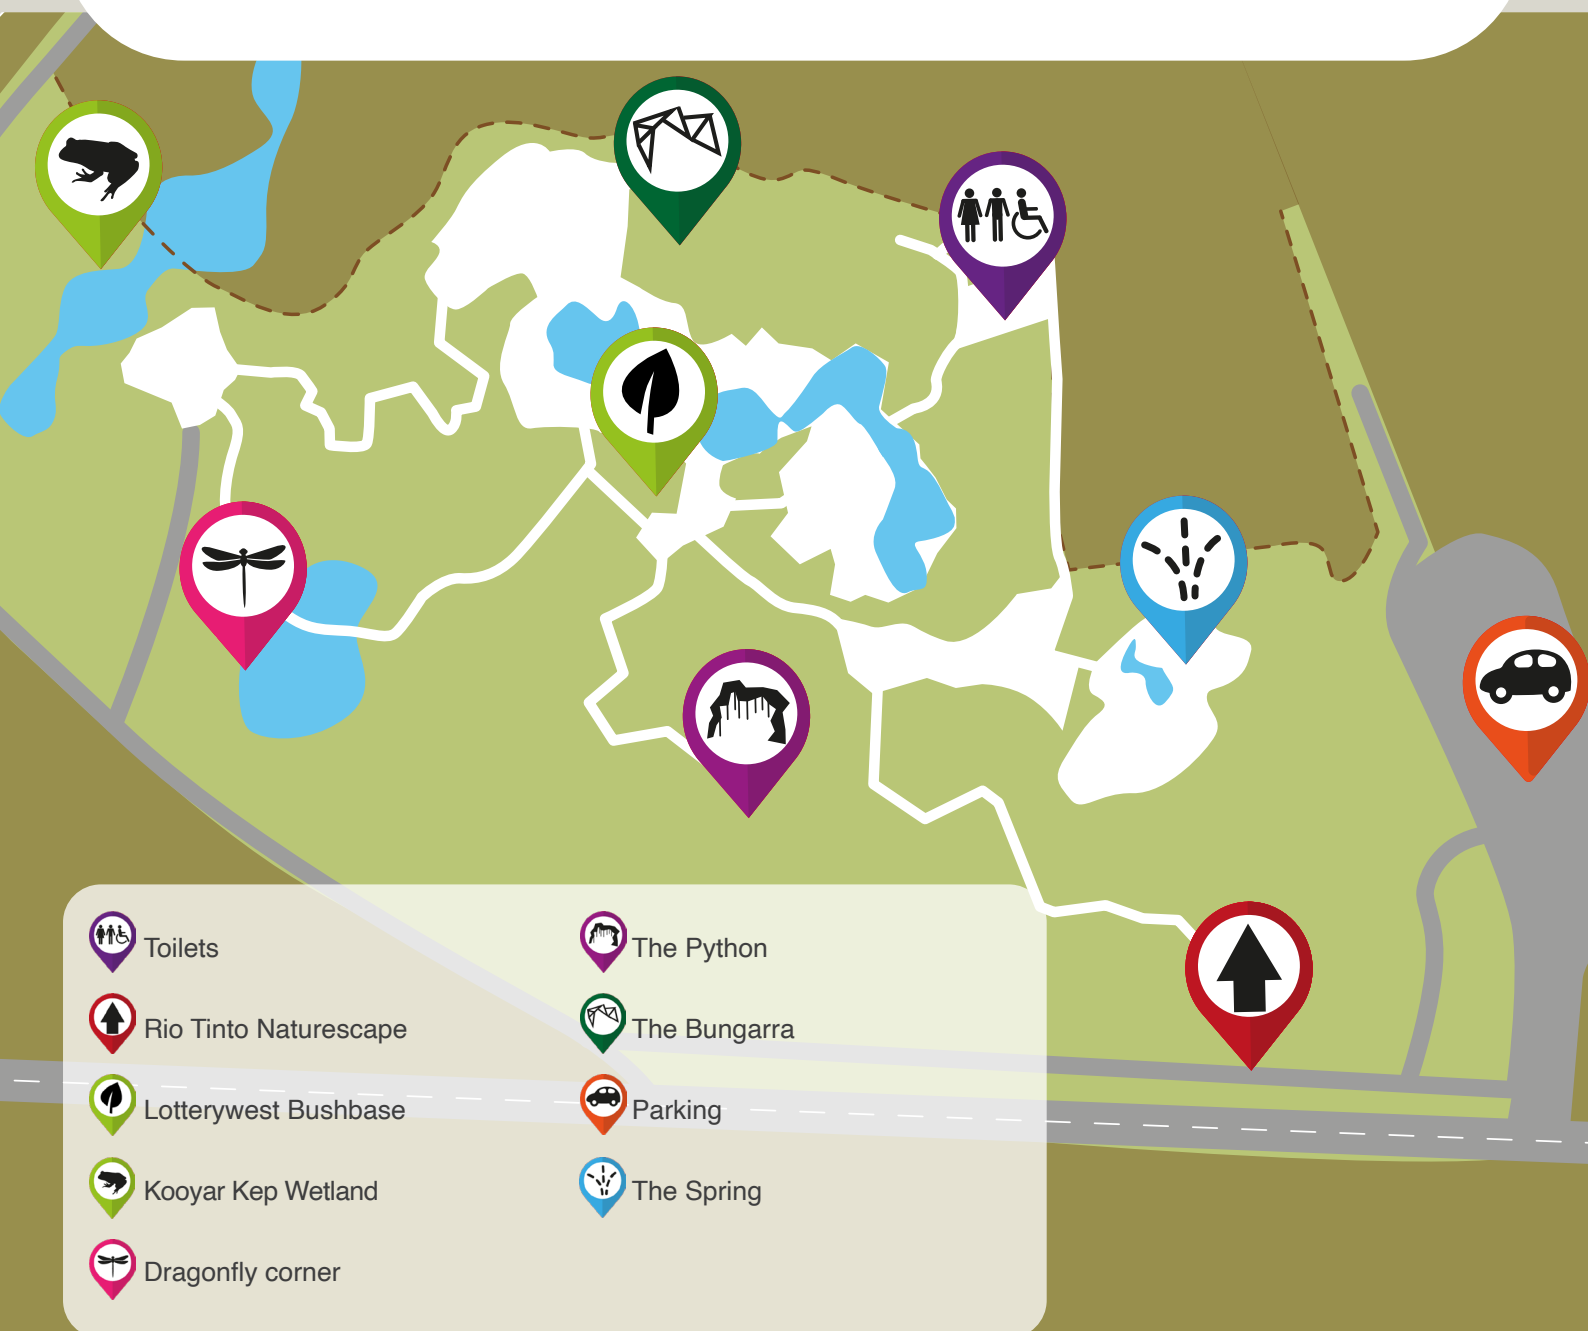 Toilets
Rio Tinto Naturescape
Lotterywest Bushbase
Kooyar Kep Wetland
Dragonfly corner
The Python
The Bungarra
Parking
The Spring